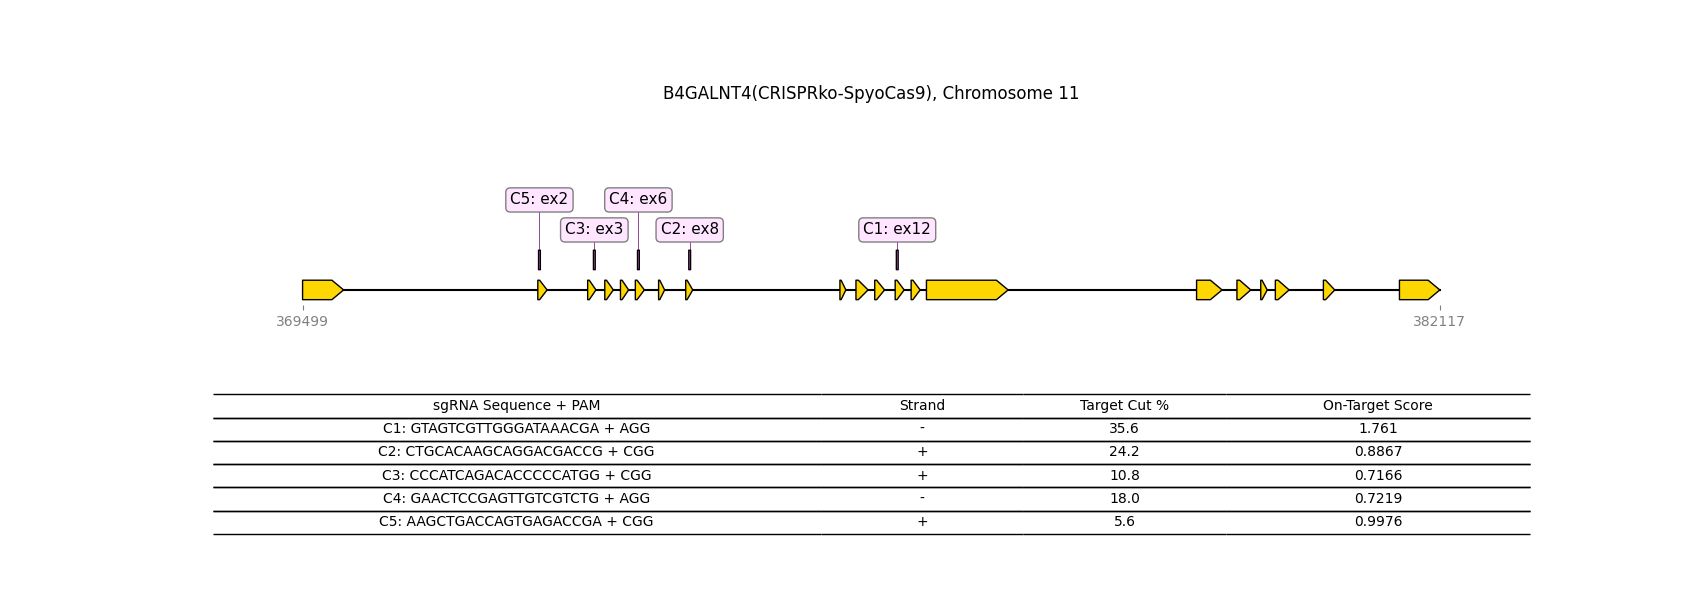 B4GALNT4(CRISPRko-SpyoCas9), Chromosome 11
C5: ex2 C4: ex6
C3: ex3 C2: ex8 C1: ex12
369499 382117
sgRNA Sequence + PAM Strand Target Cut % On-Target Score
C1: GTAGTCGTTGGGATAAACGA + AGG - 35.6 1.761
C2: CTGCACAAGCAGGACGACCG + CGG + 24.2 0.8867
C3: CCCATCAGACACCCCCATGG + CGG + 10.8 0.7166
C4: GAACTCCGAGTTGTCGTCTG + AGG - 18.0 0.7219
C5: AAGCTGACCAGTGAGACCGA + CGG + 5.6 0.9976